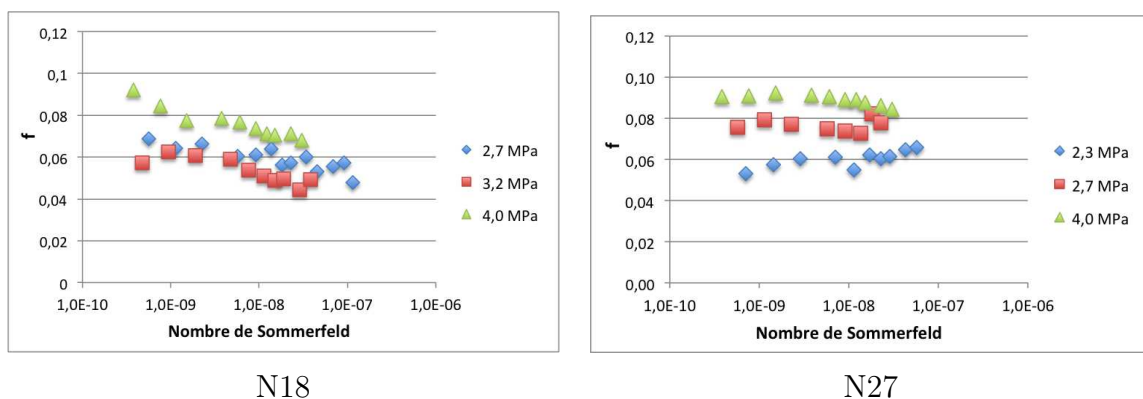 0,12
0,1
0,08
0,06
0,04
0,02
0
f
1,0E-10 1,0E-09 1,0E-08 1,0E-07 1,0E-06
Nombre de Sommerfeld
2,7 MPa
3,2 MPa
4,0 MPa
N18
0,12
0,10
0,08
0,06
0,04
0,02
0,00
f
1,0E-10 1,0E-09 1,0E-08 1,0E-07 1,0E-06
Nombre de Sommerfeld
2,3 MPa
2,7 MPa
4,0 MPa
N27